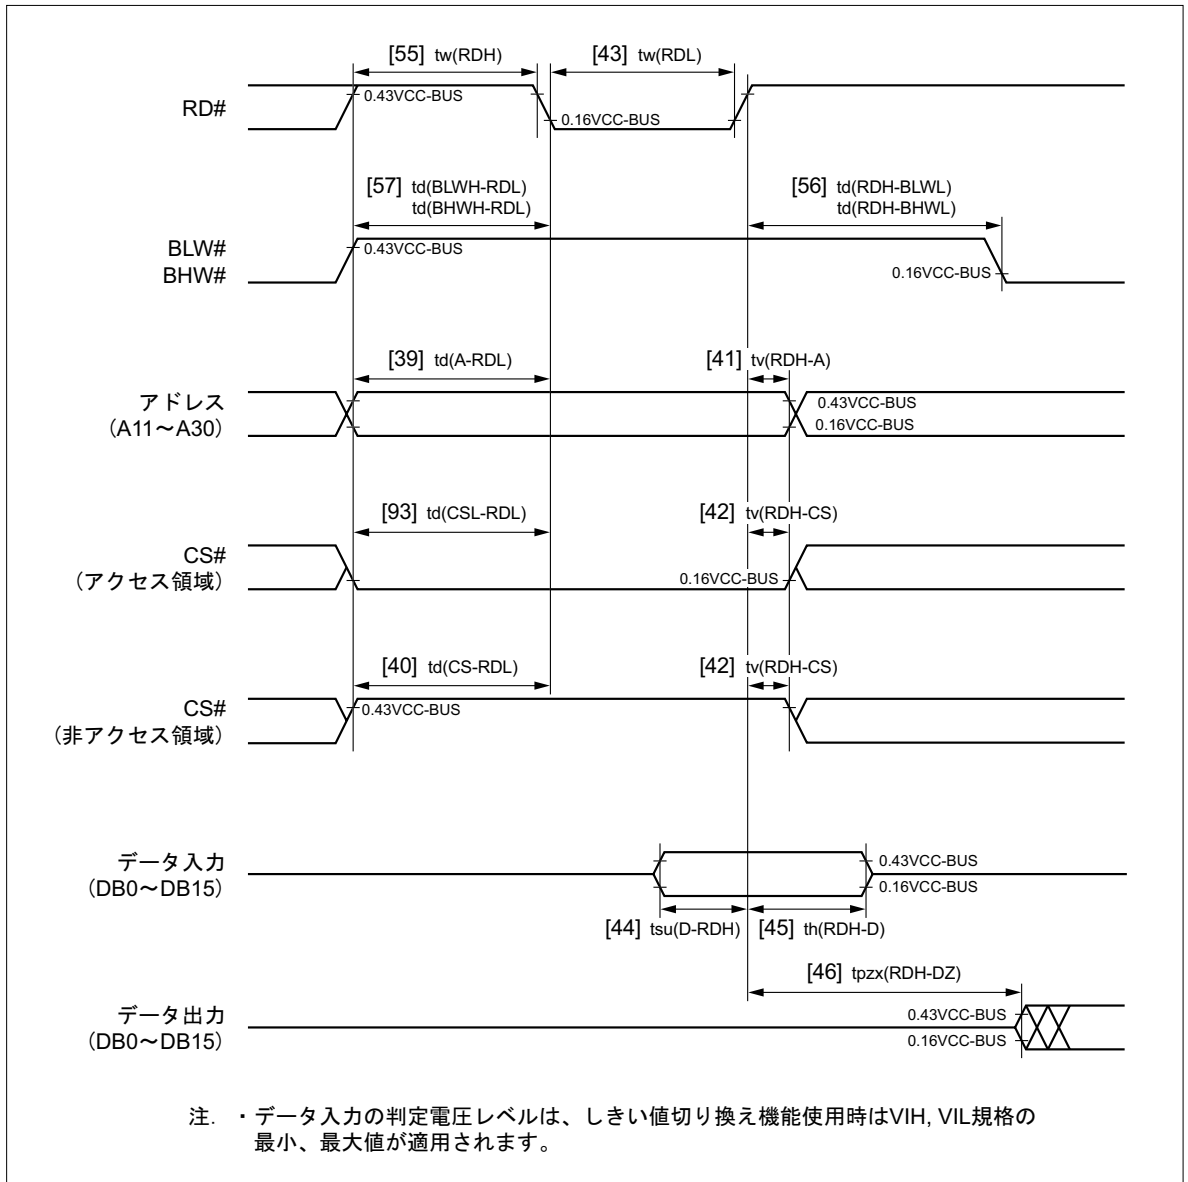 [55] tw(RDH)
[43] tw(RDL)
RD#
0.43VCC-BUS
0.16VCC-BUS
[57] td(BLWH-RDL)
td(BHWH-RDL)
[56] td(RDH-BLWL)
td(RDH-BHWL)
BLW#
BHW#
0.43VCC-BUS
0.16VCC-BUS
[39] td(A-RDL)
[41] tv(RDH-A)
アドレス
（A11～A30）
0.43VCC-BUS
0.16VCC-BUS
[93] td(CSL-RDL)
[42] tv(RDH-CS)
CS#
（アクセス領域）
0.16VCC-BUS
[40] td(CS-RDL)
[42] tv(RDH-CS)
CS#
（非アクセス領域）
0.43VCC-BUS
データ入力
（DB0～DB15）
0.43VCC-BUS
0.16VCC-BUS
[44] tsu(D-RDH)
[45] th(RDH-D)
[46] tpzx(RDH-DZ)
データ出力
（DB0～DB15）
0.43VCC-BUS
0.16VCC-BUS
注. ・データ入力の判定電圧レベルは、しきい値切り換え機能使用時はVIH, VIL規格の
最小、最大値が適用されます。